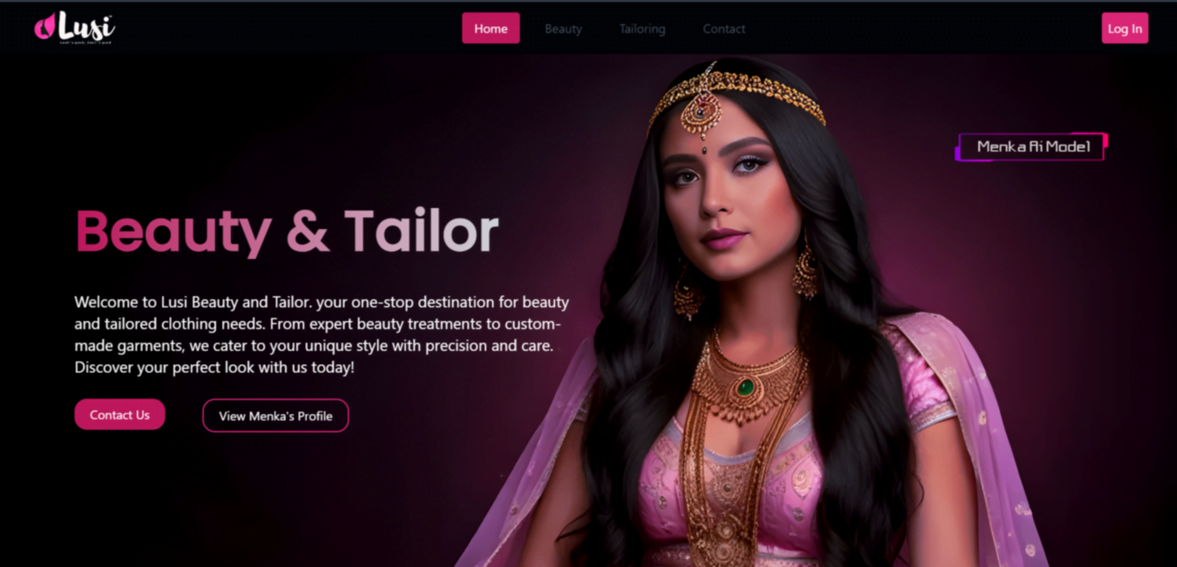 Lusi
Home
Beauty
Tailoring
Contact
Log In
Menka Ai Model
Beauty & Tailor
Welcome to Lusi Beauty and Tailor. your one-stop destination for beauty
and tailored clothing needs. From expert beauty treatments to custom-
made garments, we cater to your unique style with precision and care.
Discover your perfect look with us today!
Contact Us
View Menka's Profile